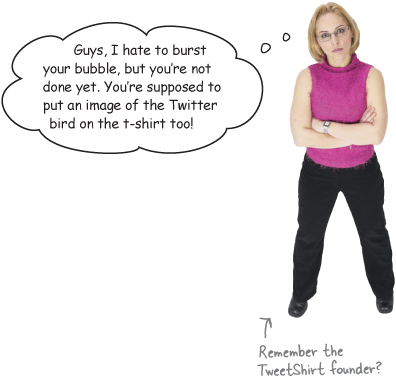 Guys, I hate to burst
your bubble, but you're not
done yet. You're supposed to
put an image of the Twitter
bird on the t-shirt too!
Remember the
TweetShirt founder?